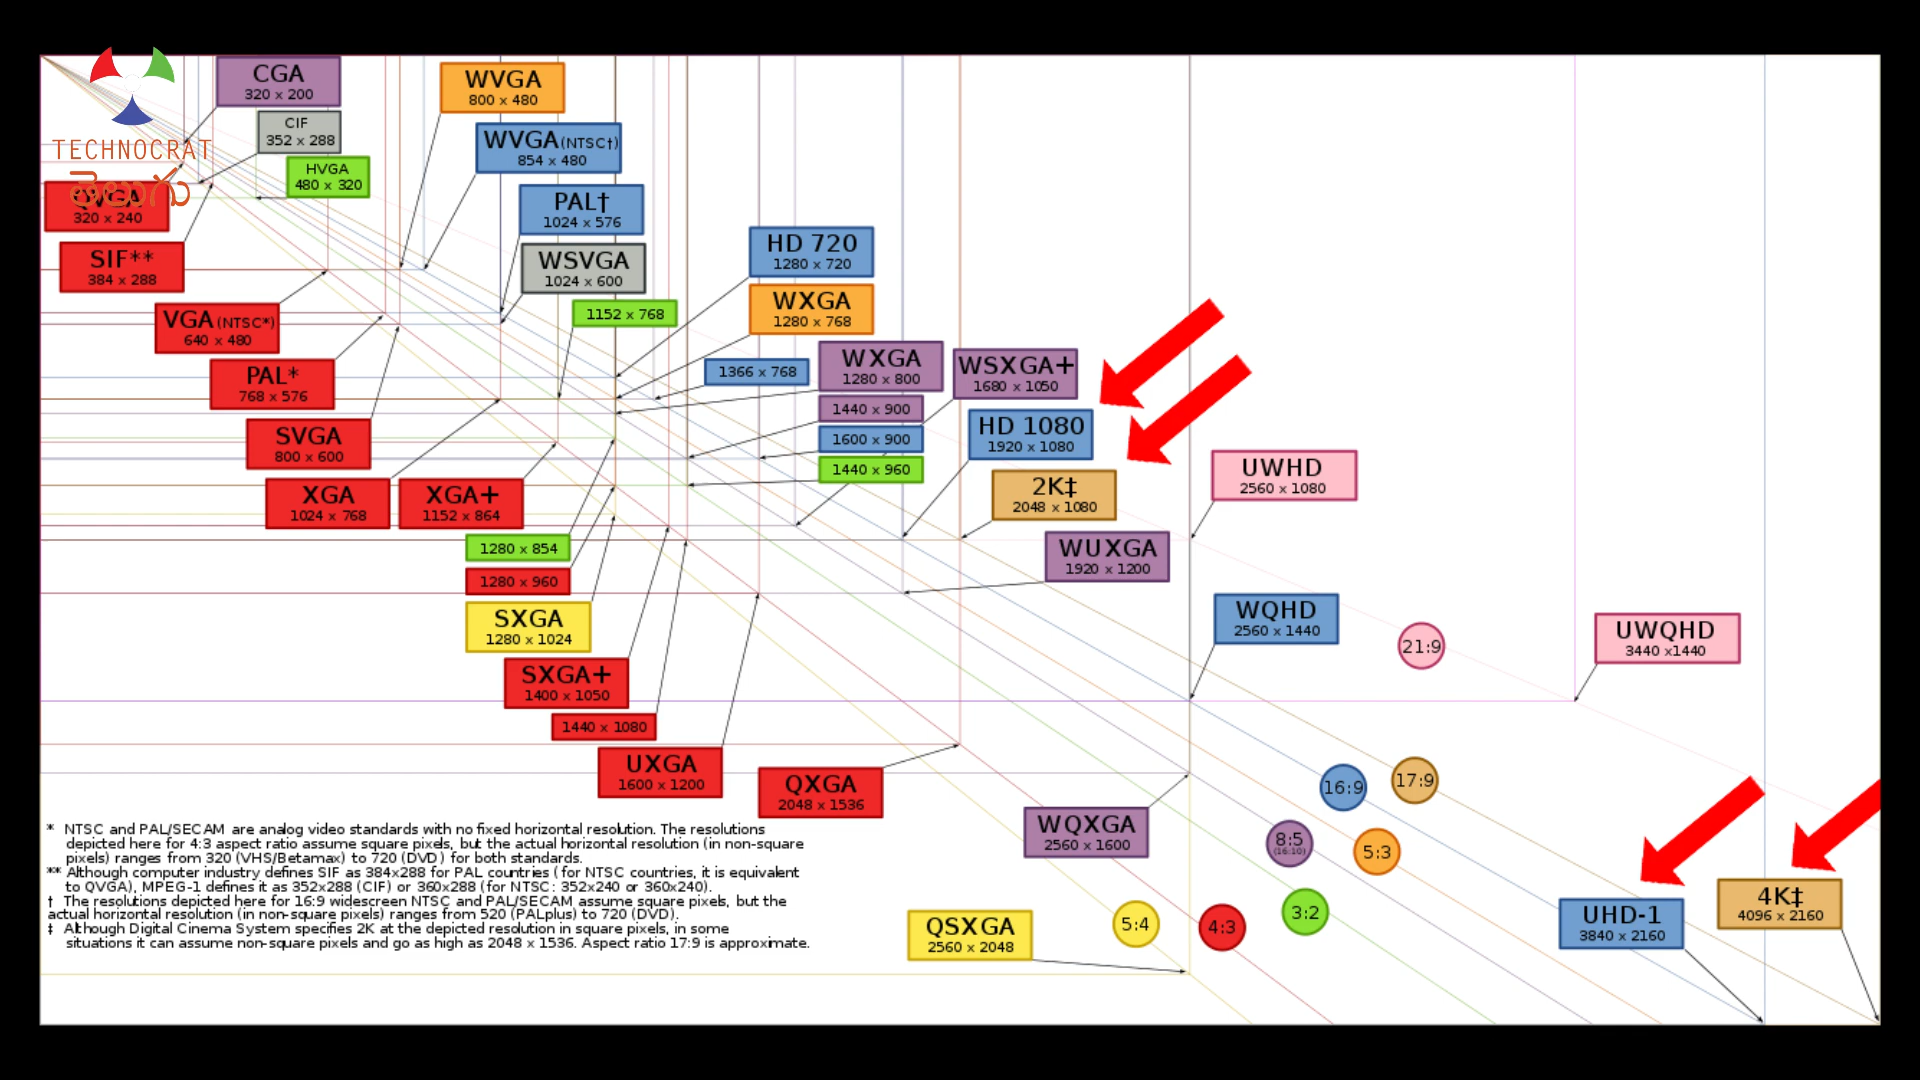 TECHNOCRAT
తెలుగు
CGA
320 x 200
CIF
352 x 288
HVGA
480 x 320
QVGA
320 x 240
SIF**
384 x 288
VGA (NTSC*)
640 x 480
PAL*
768 x 576
SVGA
800 x 600
XGA
1024 x 768
XGA+
1152 x 864
1280 x 854
1280 x 960
SXGA
1280 x 1024
SXGA+
1400 x 1050
1440 x 1080
UXGA
1600 x 1200
QXGA
2048 x 1536
WVGA
800 x 480
WVGA (NTSC†)
854 x 480
PAL†
1024 x 576
WSVGA
1024 x 600
1152 x 768
HD 720
1280 x 720
WXGA
1280 x 768
1366 x 768
WXGA
1280 x 800
1440 x 900
1600 x 900
1440 x 960
WSXGA+
1680 x 1050
HD 1080
1920 x 1080
2K‡
2048 x 1080
WUXGA
1920 x 1200
UWHD
2560 x 1080
WQHD
2560 x 1440
21:9
UWQHD
3440 x1440
16:9
17:9
8:5
(16:10)
5:3
3:2
5:4
4:3
WQXGA
2560 x 1600
QSXGA
2560 x 2048
UHD-1
3840 x 2160
4K‡
4096 x 2160
* NTSC and PAL/SECAM are analog video standards with no fixed horizontal resolution. The resolutions
depicted here for 4:3 aspect ratio assume square pixels, but the actual horizontal resolution (in non-square
pixels) ranges from 320 (VHS/Betamax) to 720 (DVD) for both standards.
** Although computer industry defines SIF as 384x288 for PAL countries (for NTSC countries, it is equivalent
to QVGA), MPEG-1 defines it as 352x288 (CIF) or 360x288 (for NTSC: 352x240 or 360x240).
† The resolutions depicted here for 16:9 widescreen NTSC and PAL/SECAM assume square pixels, but the
actual horizontal resolution (in non-square pixels) ranges from 520 (PALplus) to 720 (DVD).
‡ Although Digital Cinema System specifies 2K at the depicted resolution in square pixels, in some
situations it can assume non-square pixels and go as high as 2048 x 1536. Aspect ratio 17:9 is approximate.